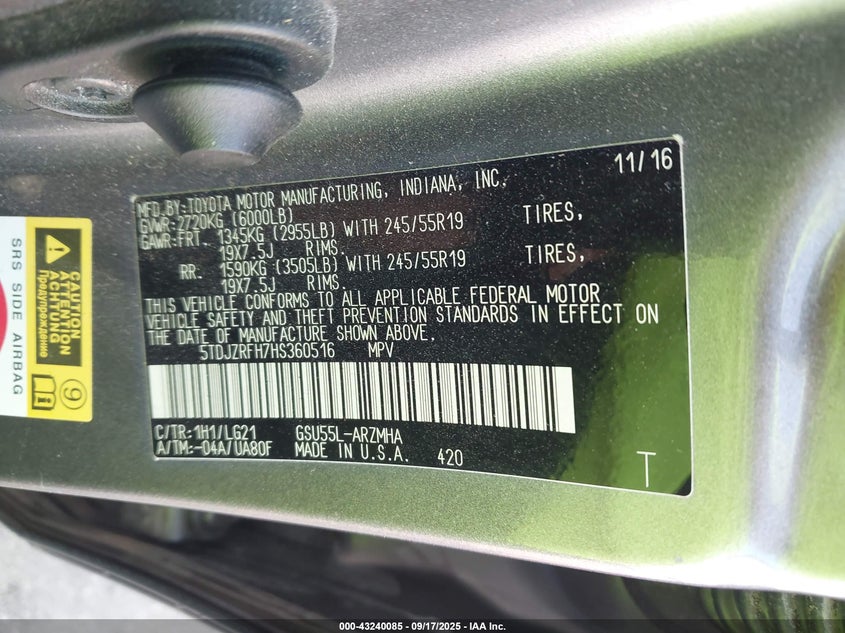 11/16
MFD BY:TOYOTA MOTOR MANUFACTURING, INDIANA, INC.
GVWR:2720KG (6000LB)
GAWR:FRT. 1345KG (2955LB) WITH 245/55R19 TIRES,
19X7.5J RIMS.
RR. 1590KG (3505LB) WITH 245/55R19 TIRES,
19X7.5J RIMS.
THIS VEHICLE CONFORMS TO ALL APPLICABLE FEDERAL MOTOR
VEHICLE SAFETY AND THEFT PREVENTION STANDARDS IN EFFECT ON
THE DATE OF MANUFACTURE SHOWN ABOVE.
5TDJZRFH7HS360516 MPV
C/TR: 1H1/LG21 GSU55L-ARZMHA
A/TM:-04A/UA80F MADE IN U.S.A. 420
T
SRS SIDE AIRBAG
CAUTION
ATTENTION
ACHTUNG
Предупреждение
9
000-43240085 - 09/17/2025 - IAA Inc.